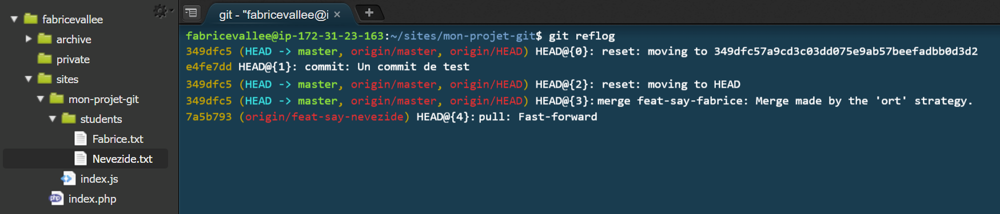 fabricevallee
archive
private
sites
mon-projet-git
students
Fabrice.txt
Nevezide.txt
index.js
php index.php
git - "fabricevallee@i × +
fabricevallee@ip-172-31-23-163:~/sites/mon-projet-git$ git reflog
349dfc5 (HEAD -> master, origin/master, origin/HEAD) HEAD@{0}: reset: moving to 349dfc57a9cd3c03dd075e9ab57beefadbb0d3d2
e4fe7dd HEAD@{1}: commit: Un commit de test
349dfc5 (HEAD -> master, origin/master, origin/HEAD) HEAD@{2}: reset: moving to HEAD
349dfc5 (HEAD -> master, origin/master, origin/HEAD) HEAD@{3}: merge feat-say-fabrice: Merge made by the 'ort' strategy.
7a5b793 (origin/feat-say-nevezide) HEAD@{4}: pull: Fast-forward